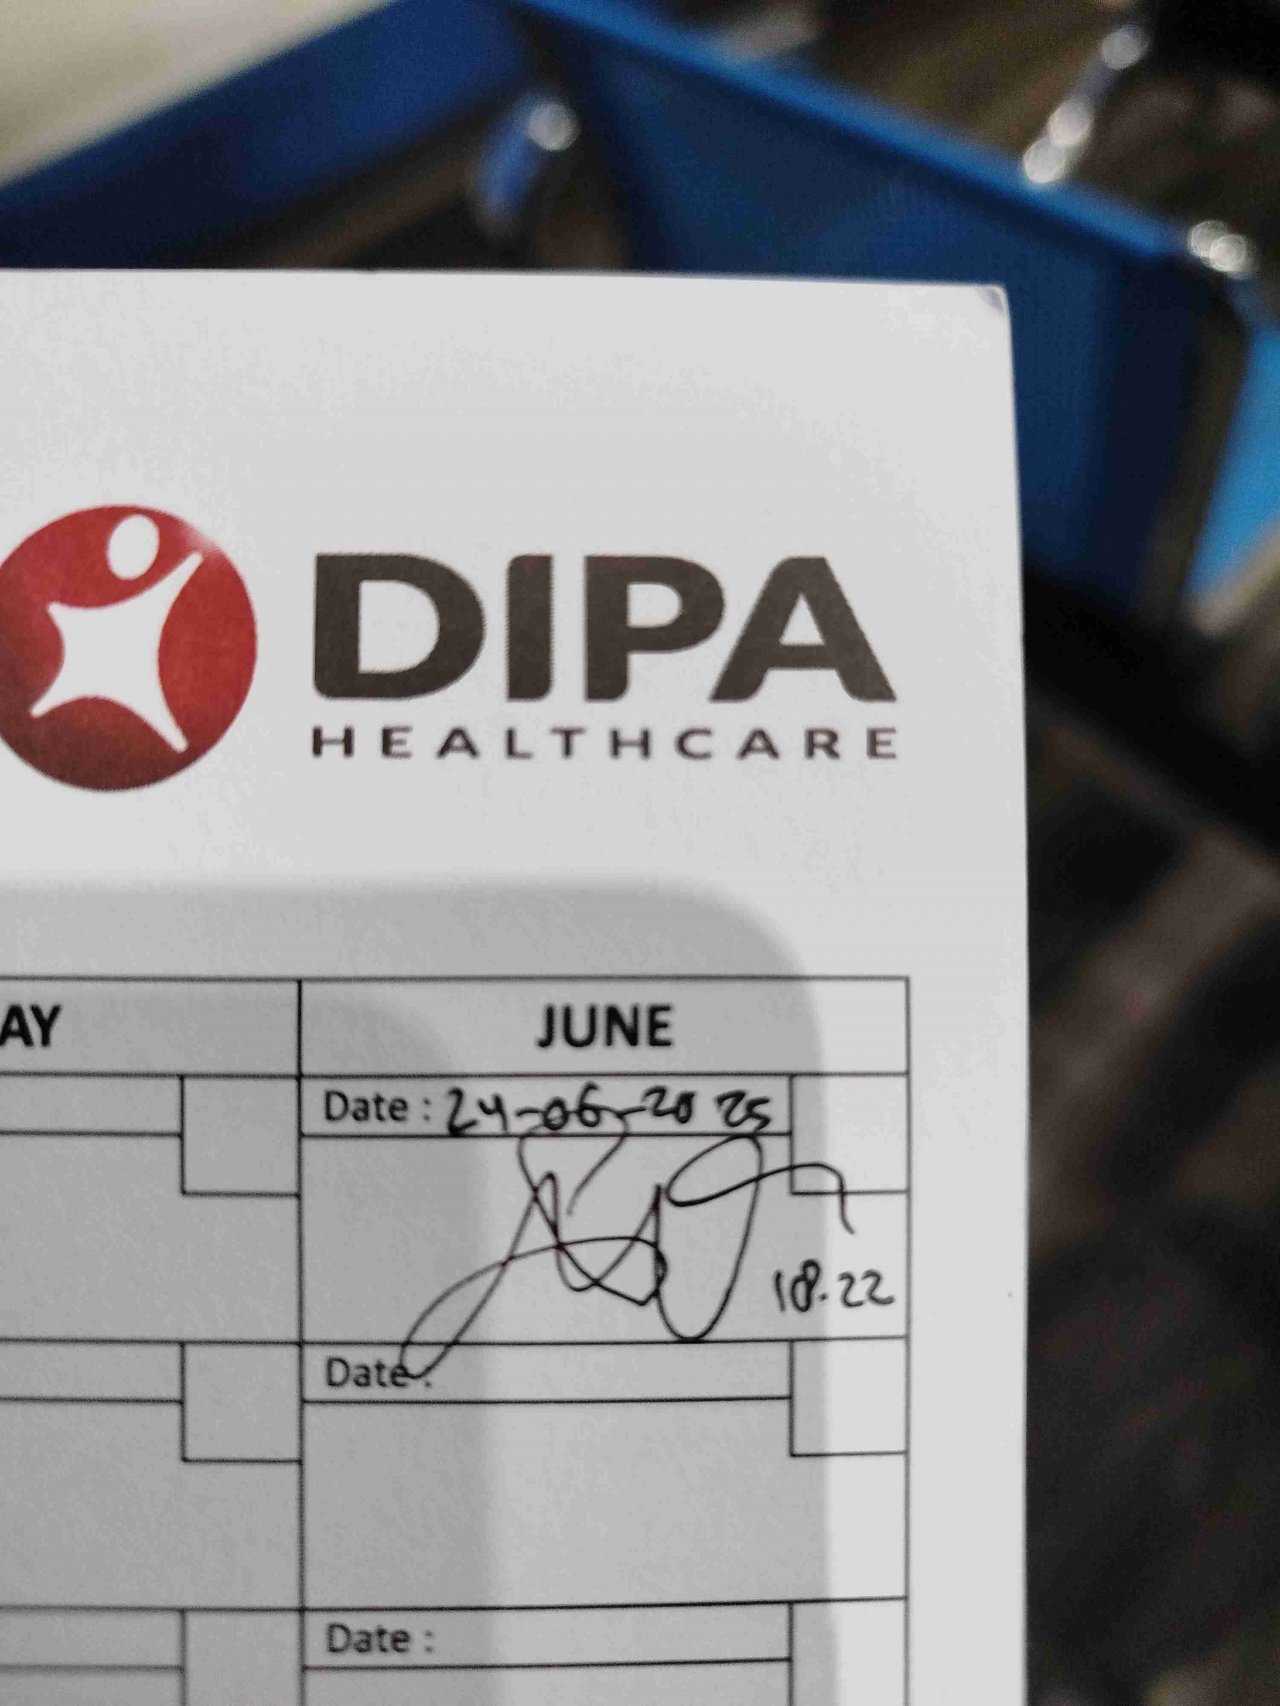 DIPA
HEALTHCARE
AY
JUNE
Date : 24-06-2025
18.22
Date :
Date :